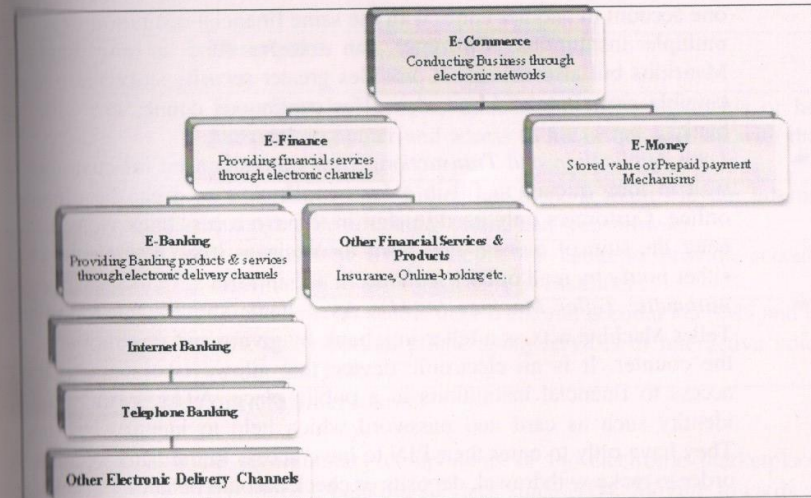 E-Commerce
Conducting Business through
electronic networks
E-Finance
Providing financial services
through electronic channels
E-Money
Stored value or Prepaid payment
Mechanisms
E-Banking
Providing Banking products & services
through electronic delivery channels
Other Financial Services &
Products
Insurance, Online-broking etc.
Internet Banking
Telephone Banking
Other Electronic Delivery Channels